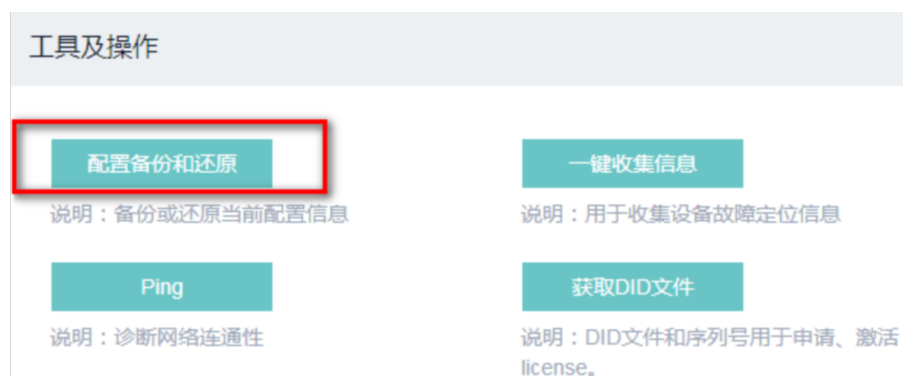 工具及操作
配置备份和还原
一键收集信息
说明：备份或还原当前配置信息
说明：用于收集设备故障定位信息
Ping
获取DID文件
说明：诊断网络连通性
说明：DID文件和序列号用于申请、激活
license。